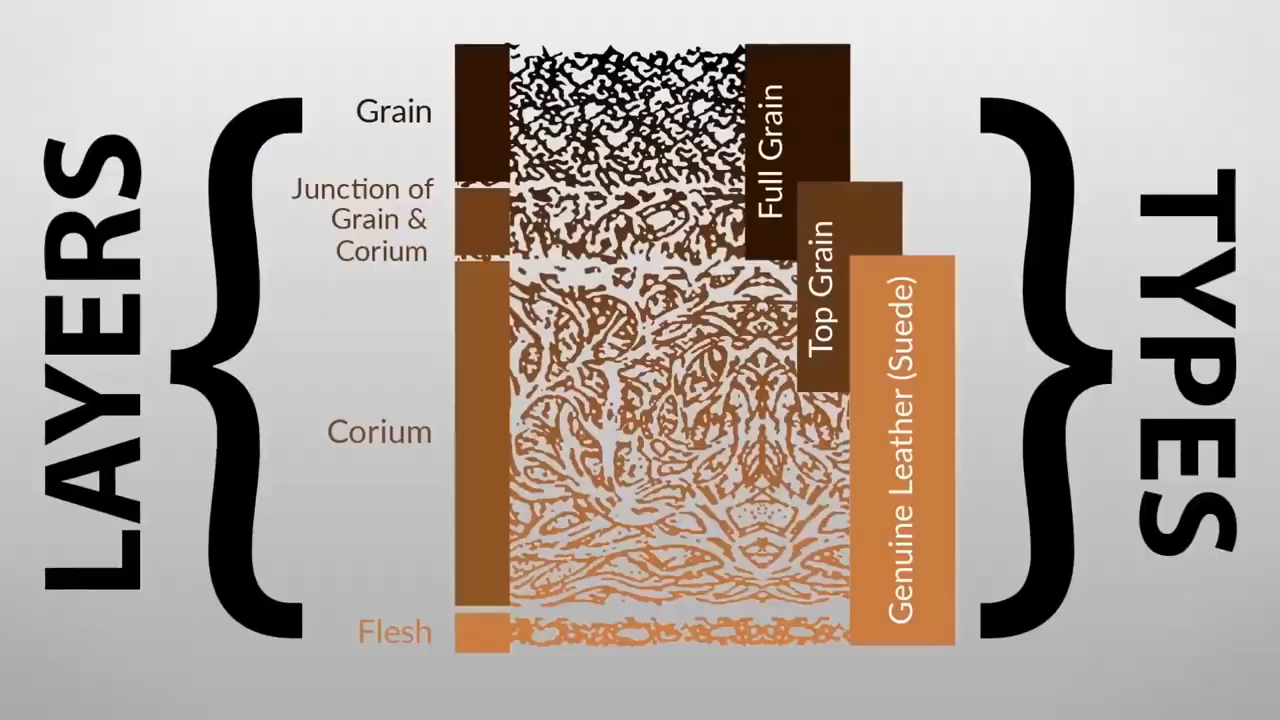 LAYERS
Grain
Junction of
Grain &
Corium
Corium
Flesh
Full Grain
Top Grain
Genuine Leather (Suede)
TYPES